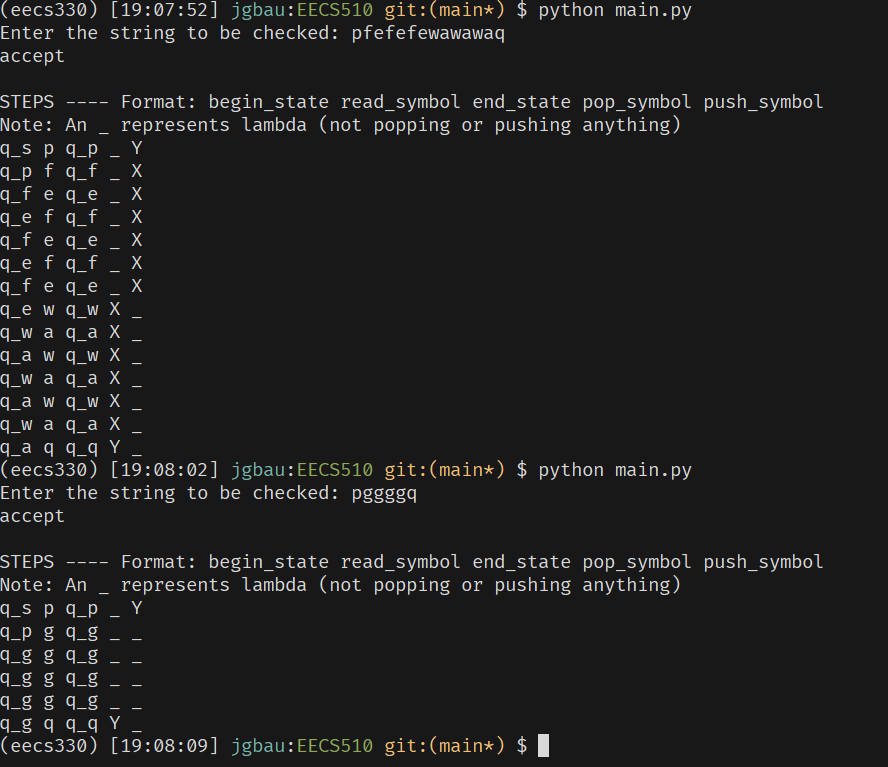 (eecs330) [19:07:52] jgbau:EECS510 git:(main*) $ python main.py
Enter the string to be checked: pfefefewawawaq
accept

STEPS ---- Format: begin_state read_symbol end_state pop_symbol push_symbol
Note: An _ represents lambda (not popping or pushing anything)
q_s p q_p _ Y
q_p f q_f _ X
q_f e q_e _ X
q_e f q_f _ X
q_f e q_e _ X
q_e f q_f _ X
q_f e q_e _ X
q_e w q_w X _
q_w a q_a X _
q_a w q_w X _
q_w a q_a X _
q_a w q_w X _
q_w a q_a X _
q_a q q_q Y _
(eecs330) [19:08:02] jgbau:EECS510 git:(main*) $ python main.py
Enter the string to be checked: pggggq
accept

STEPS ---- Format: begin_state read_symbol end_state pop_symbol push_symbol
Note: An _ represents lambda (not popping or pushing anything)
q_s p q_p _ Y
q_p g q_g _ _
q_g g q_g _ _
q_g g q_g _ _
q_g g q_g _ _
q_g q q_q Y _
(eecs330) [19:08:09] jgbau:EECS510 git:(main*) $